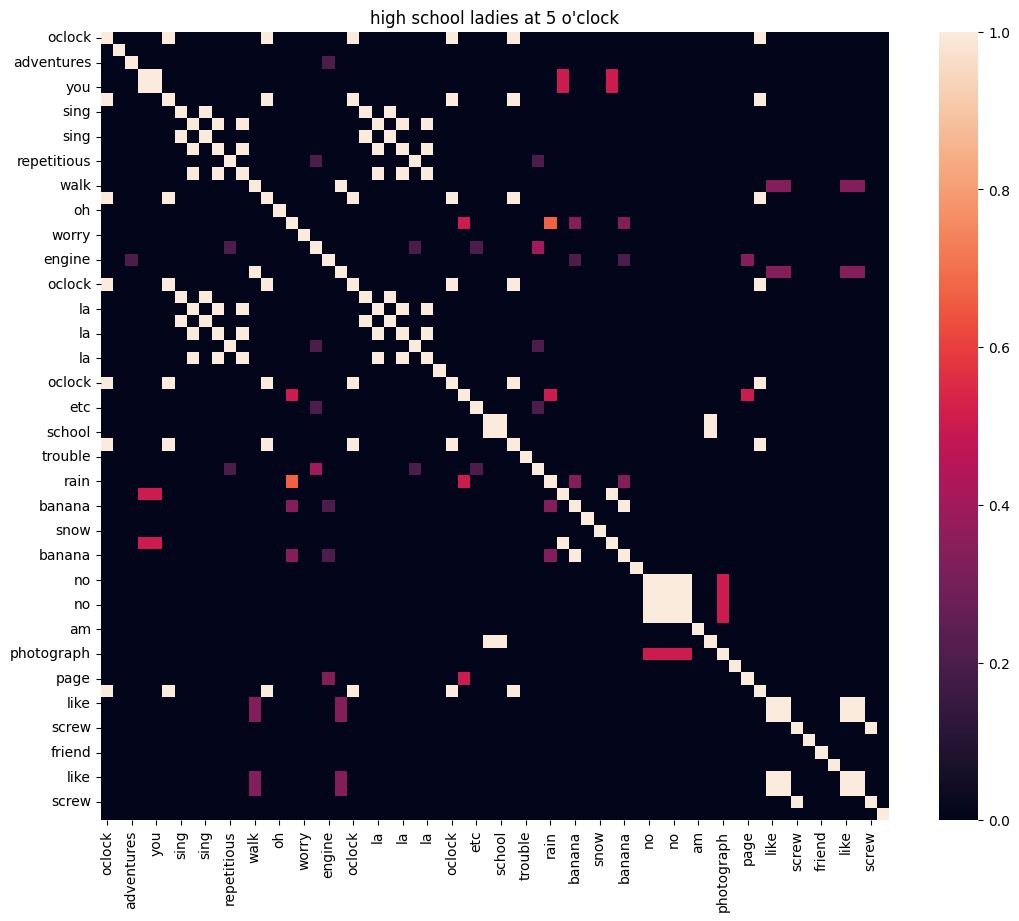 high school ladies at 5 o'clock
oclock
adventures
you
sing
sing
repetitious
walk
oh
worry
engine
oclock
la
la
la
oclock
etc
school
trouble
rain
banana
snow
banana
no
no
am
photograph
page
like
screw
friend
like
screw
1.0
0.8
0.6
0.4
0.2
0.0
oclock
adventures
you
sing
sing
repetitious
walk
oh
worry
engine
oclock
la
la
la
oclock
etc
school
trouble
rain
banana
snow
banana
no
no
am
photograph
page
like
screw
friend
like
screw